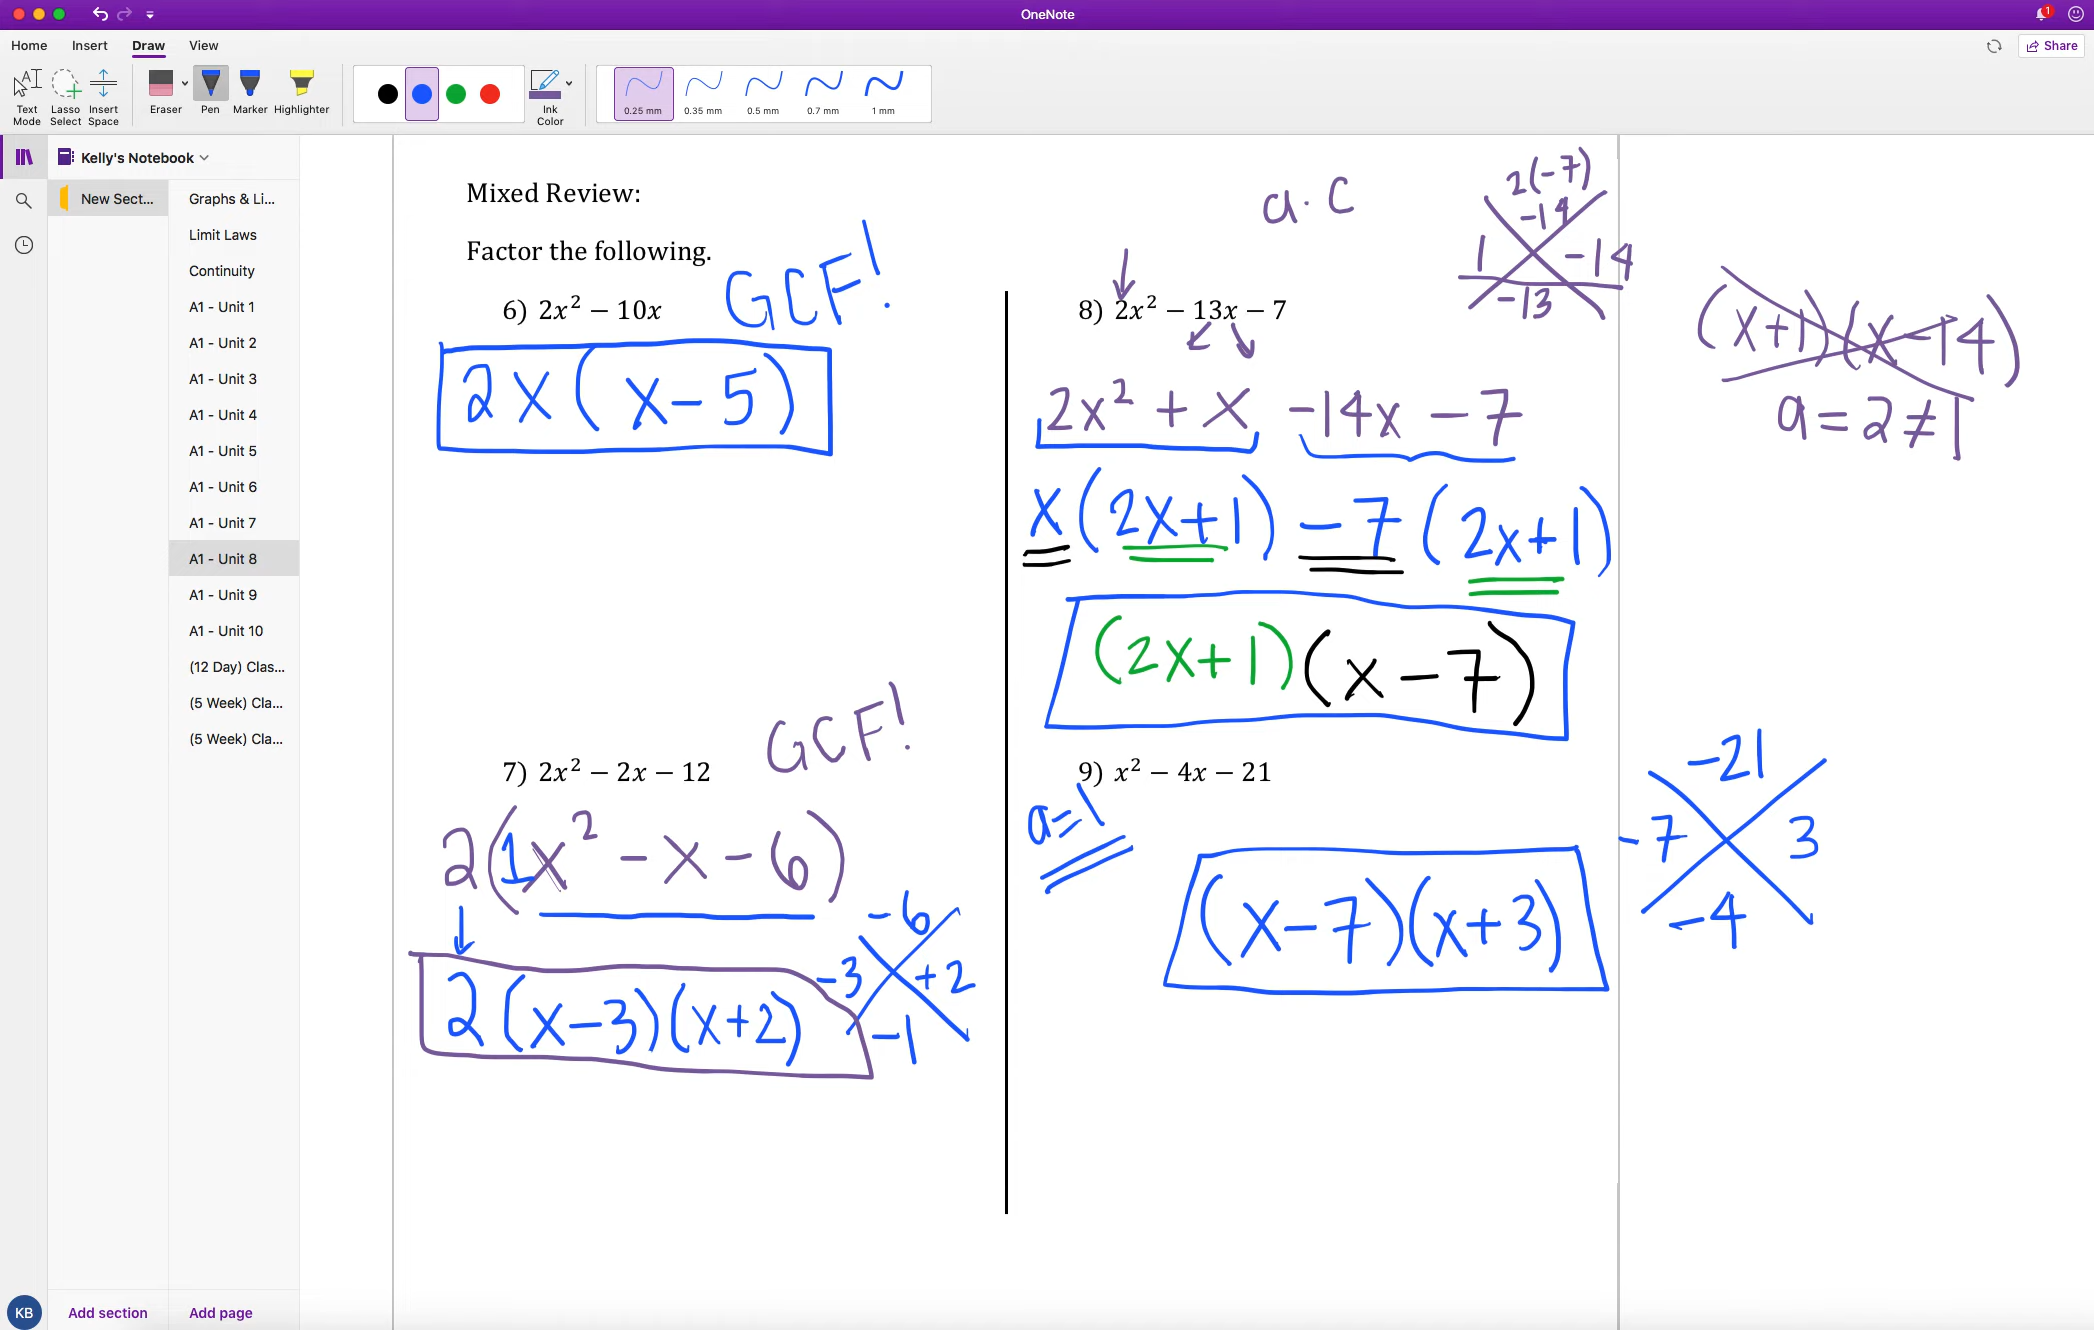 OneNote
1
Home Insert Draw View
Share
Text Mode
Lasso Select
Insert Space
Eraser
Pen
Marker
Highlighter
Ink Color
0.25 mm 0.35 mm 0.5 mm 0.7 mm 1 mm
Kelly's Notebook
New Sect...
Graphs & Li...
Limit Laws
Continuity
A1 - Unit 1
A1 - Unit 2
A1 - Unit 3
A1 - Unit 4
A1 - Unit 5
A1 - Unit 6
A1 - Unit 7
A1 - Unit 8
A1 - Unit 9
A1 - Unit 10
(12 Day) Clas...
(5 Week) Cla...
(5 Week) Cla...
KB
Add section
Add page
Mixed Review:
Factor the following.
6) 2x² − 10x
GCF!
2x(x−5)
7) 2x² − 2x − 12
GCF!
2(1x² − x − 6)
−6
−3 +2
−1
2(x−3)(x+2)
a·c
8) 2x² − 13x − 7
2(−7)
−14
1 −14
−13
(x+1)(x−14)
a=2≠1
2x² + x −14x − 7
x(2x+1) −7(2x+1)
(2x+1)(x−7)
9) x² − 4x − 21
a=1
−21
−7 3
−4
(x−7)(x+3)